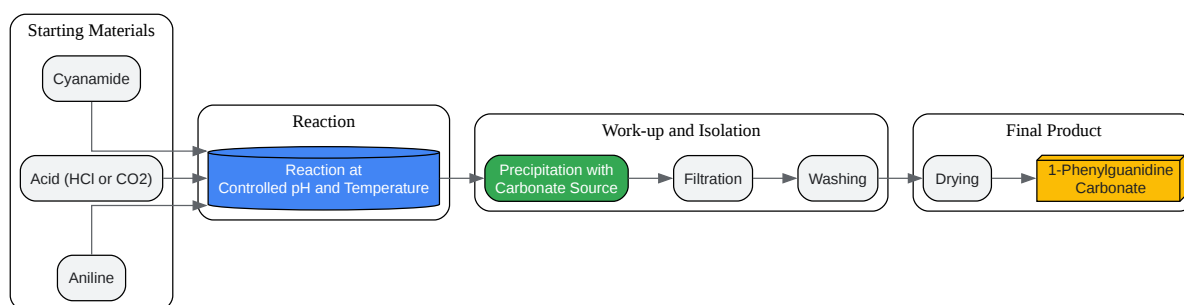 Starting Materials
Cyanamide
Acid (HCl or CO2)
Aniline
Reaction
Reaction at
Controlled pH and Temperature
Work-up and Isolation
Precipitation with
Carbonate Source
Filtration
Washing
Final Product
Drying
1-Phenylguanidine
Carbonate